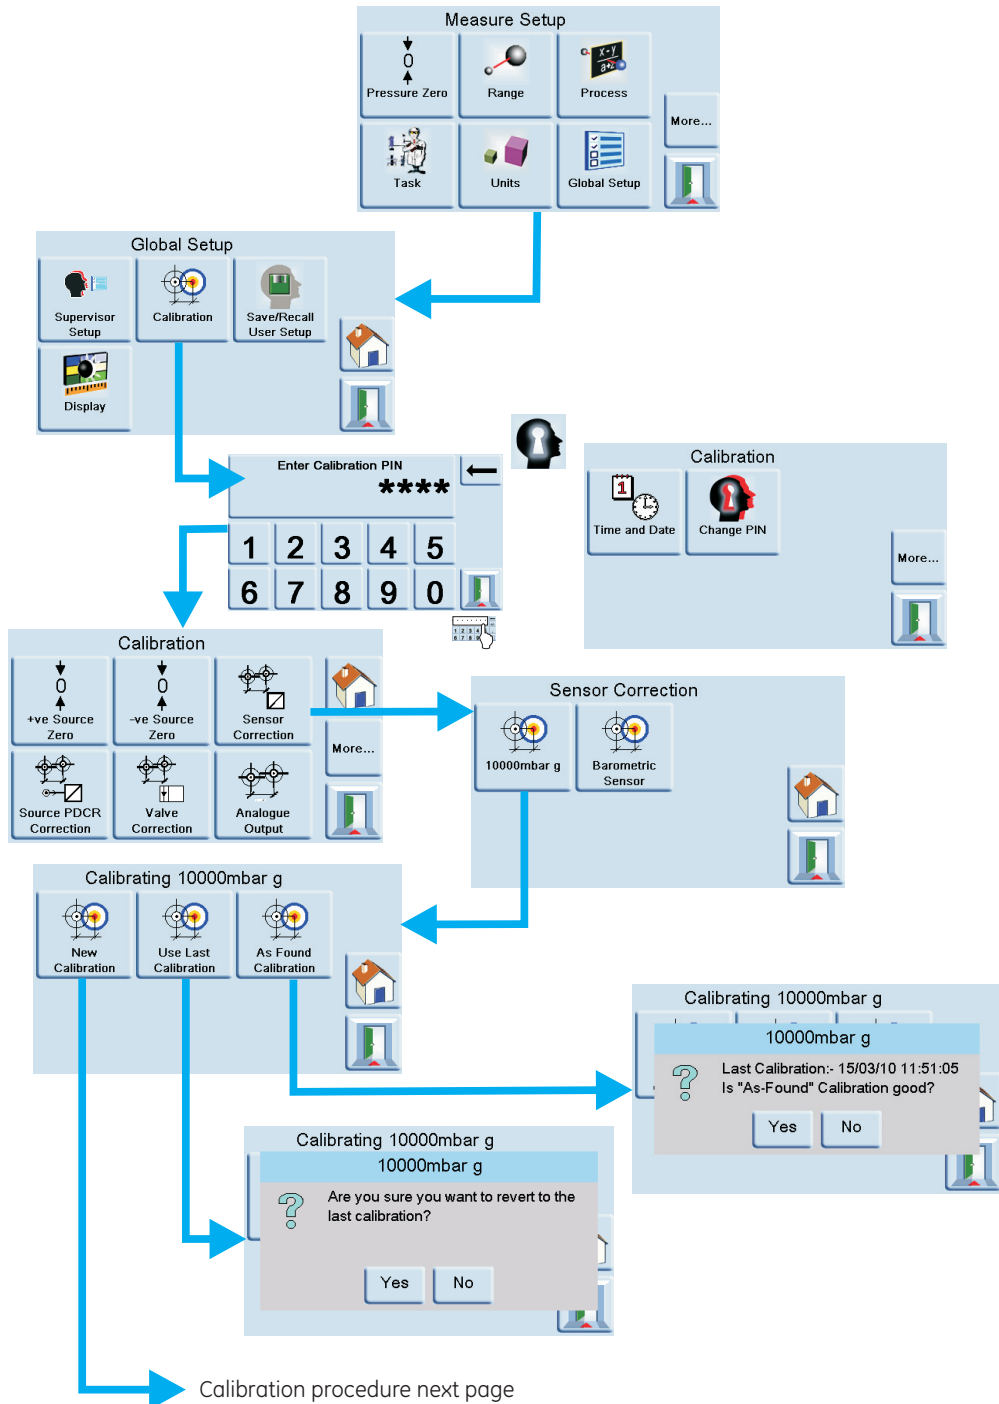 Measure Setup
Pressure Zero
Range
Process
More...
Task
Units
Global Setup
Global Setup
Supervisor
Setup
Calibration
Save/Recall
User Setup
Display
Enter Calibration PIN
****
1 2 3 4 5
6 7 8 9 0
Calibration
Time and Date
Change PIN
More...
Calibration
+ve Source
Zero
-ve Source
Zero
Sensor
Correction
More...
Source PDCR
Correction
Valve
Correction
Analogue
Output
Sensor Correction
10000mbar g
Barometric
Sensor
Calibrating 10000mbar g
New
Calibration
Use Last
Calibration
As Found
Calibration
Calibrating 10000mbar g
10000mbar g
Last Calibration:- 15/03/10 11:51:05
Is "As-Found" Calibration good?
Yes
No
Calibrating 10000mbar g
10000mbar g
Are you sure you want to revert to the
last calibration?
Yes
No
Calibration procedure next page